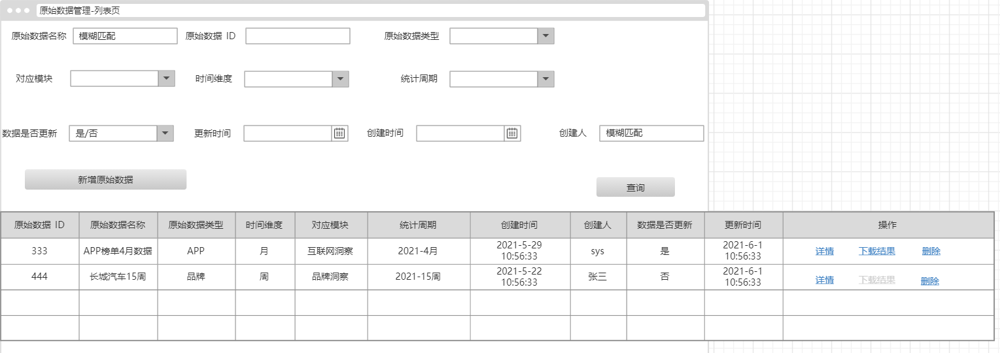 原始数据管理-列表页
原始数据名称 模糊匹配 原始数据 ID 原始数据类型
对应模块 时间维度 统计周期
数据是否更新 是/否 更新时间 创建时间 创建人 模糊匹配
新增原始数据
查询
原始数据 ID 原始数据名称 原始数据类型 时间维度 对应模块 统计周期 创建时间 创建人 数据是否更新 更新时间 操作
333 APP榜单4月数据 APP 月 互联网洞察 2021-4月 2021-5-29 10:56:33 sys 是 2021-6-1 10:56:33 详情 下载结果 删除
444 长城汽车15周 品牌 周 品牌洞察 2021-15周 2021-5-22 10:56:33 张三 否 2021-6-1 10:56:33 详情 下载结果 删除